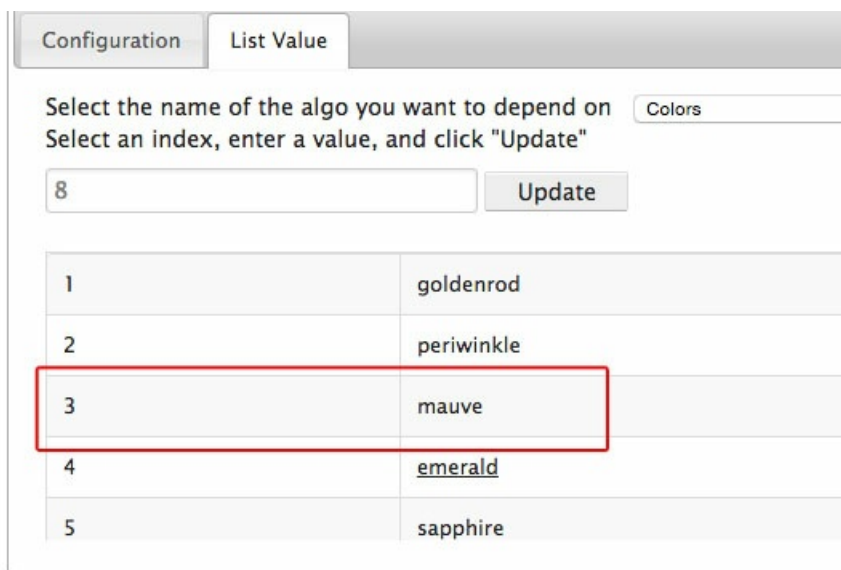 Configuration List Value
Select the name of the algo you want to depend on Colors
Select an index, enter a value, and click "Update"
8 Update
1 goldenrod
2 periwinkle
3 mauve
4 emerald
5 sapphire